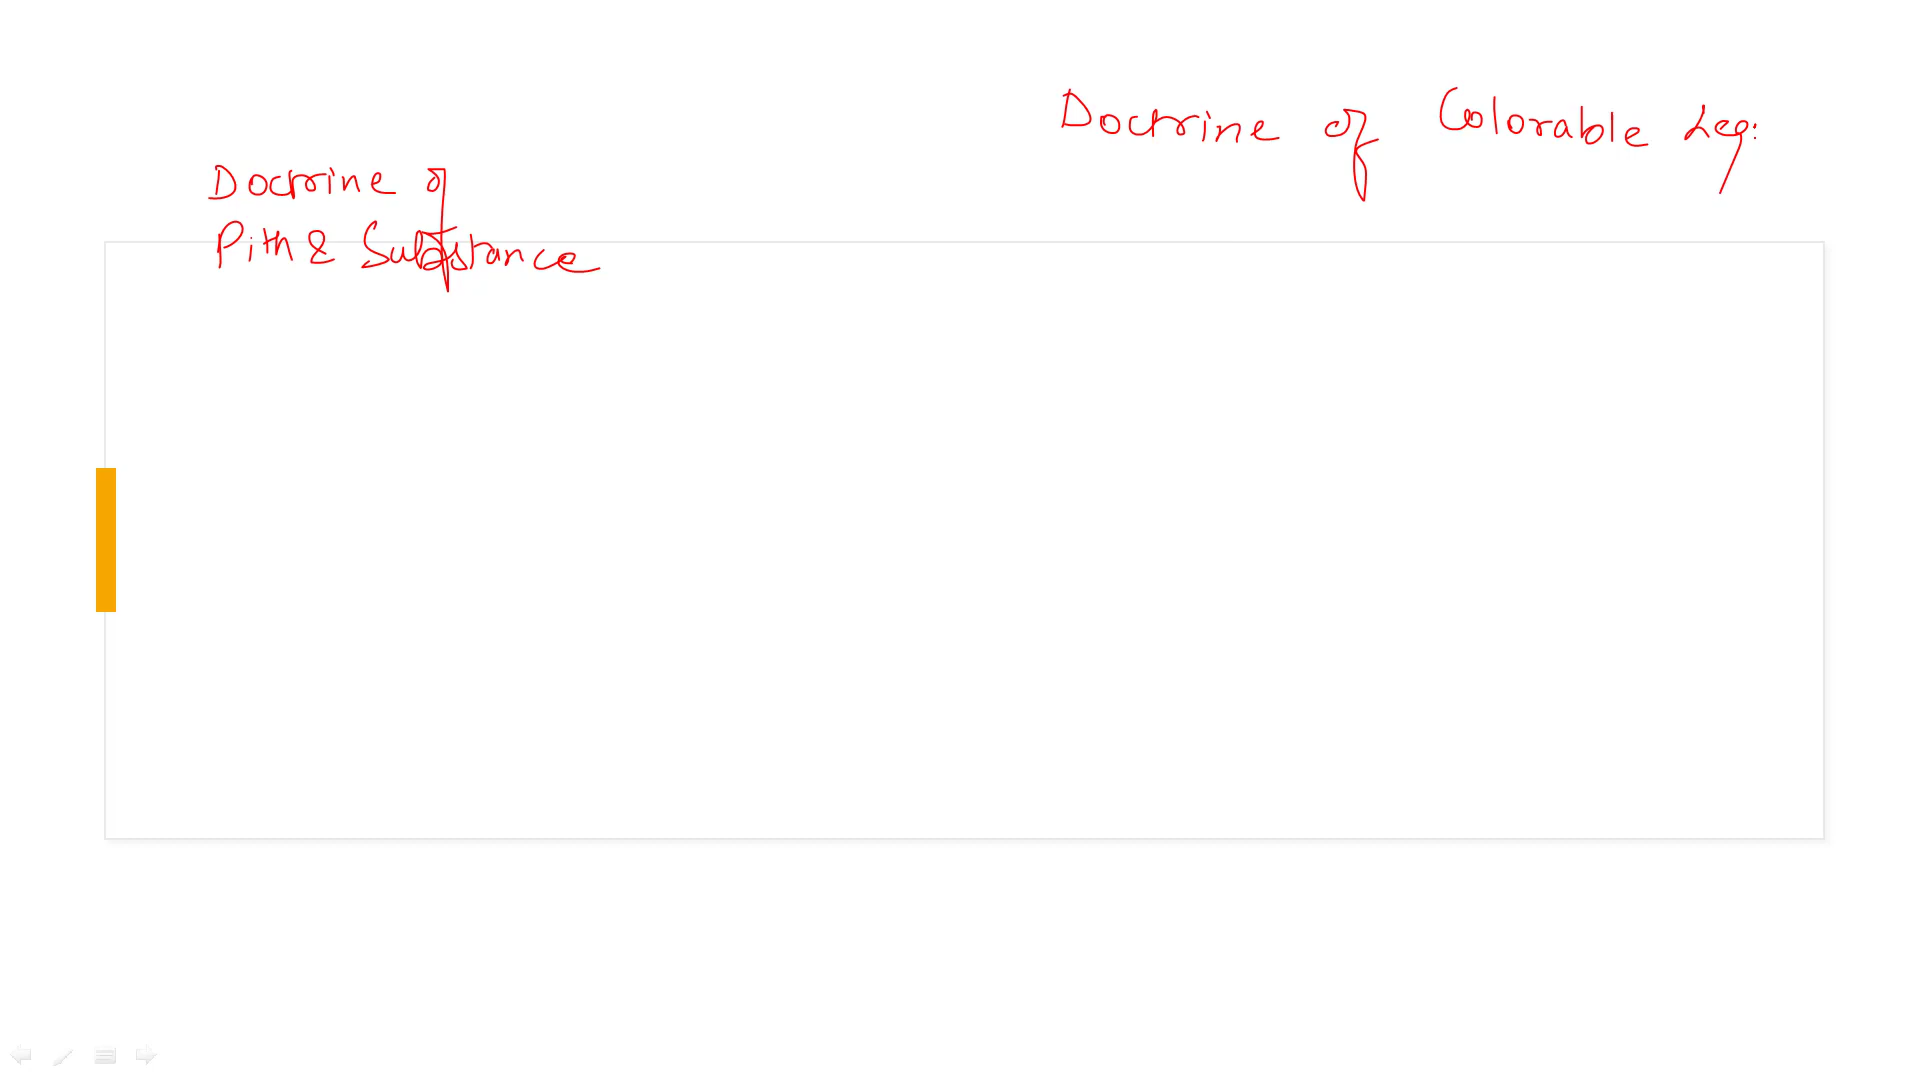 Doctrine of Colorable Leg:
Doctrine of
Pith & Substance